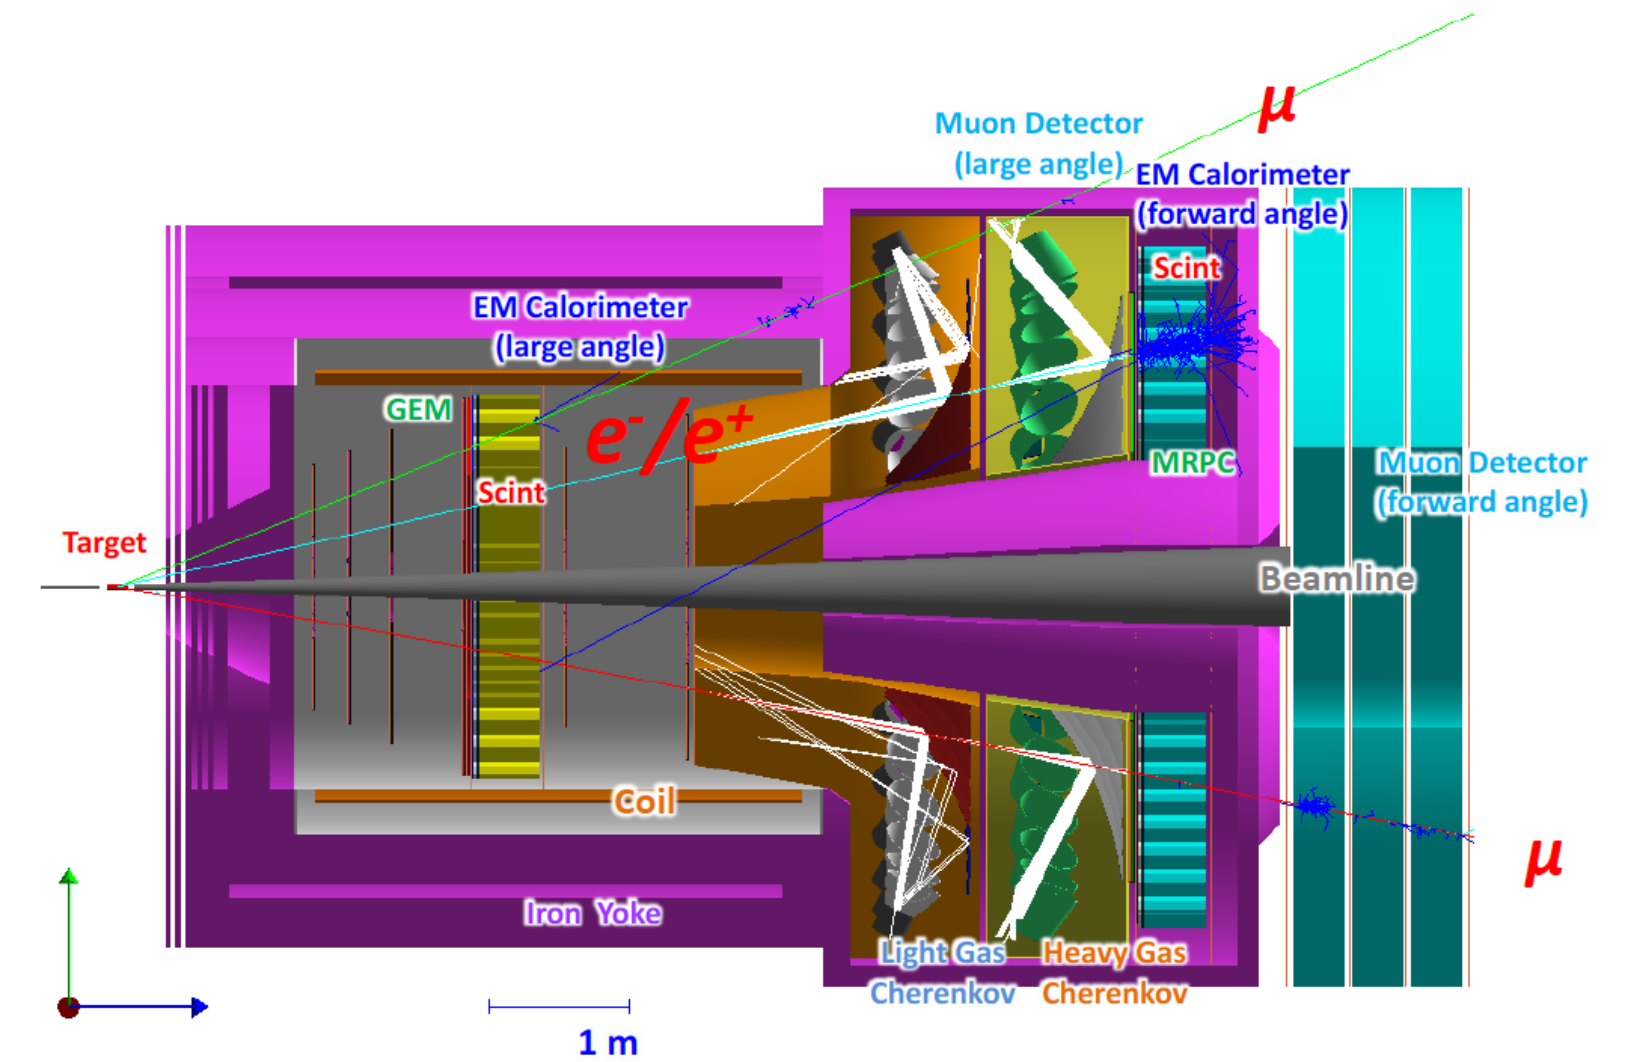 μ
Muon Detector
(large angle)
EM Calorimeter
(forward angle)
Scint
EM Calorimeter
(large angle)
GEM
e-/e+
Scint
MRPC
Muon Detector
(forward angle)
Target
Beamline
Coil
μ
Iron Yoke
Light Gas
Cherenkov
Heavy Gas
Cherenkov
1 m